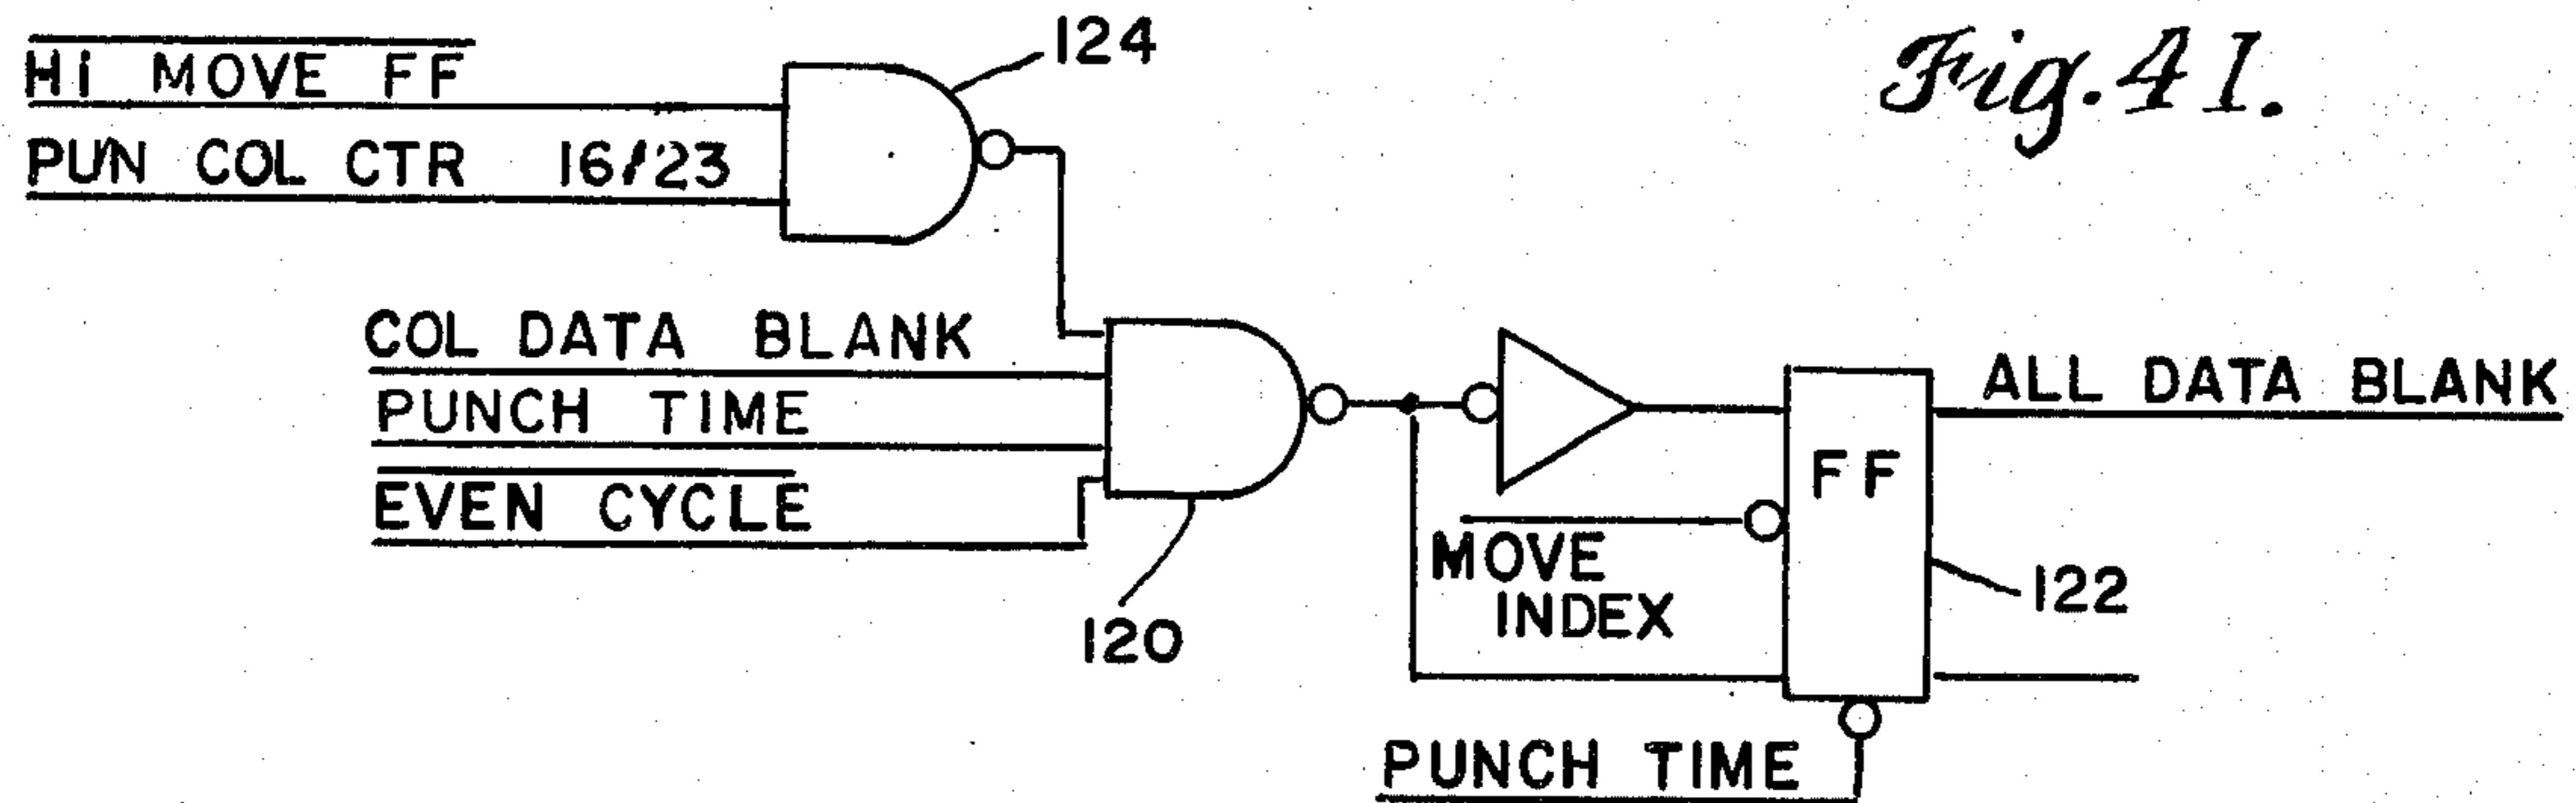 Fig. 41.
124
Hi MOVE FF
PUN COL CTR 16/23
COL DATA BLANK
PUNCH TIME
EVEN CYCLE
120
MOVE
INDEX
FF
ALL DATA BLANK
122
PUNCH TIME